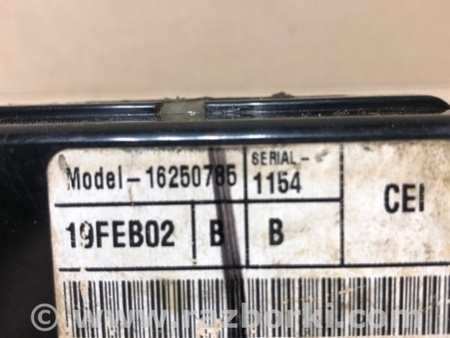 Model-16250785
SERIAL-
1154
CEI
19FEB02
B
B
© www.razborki.com